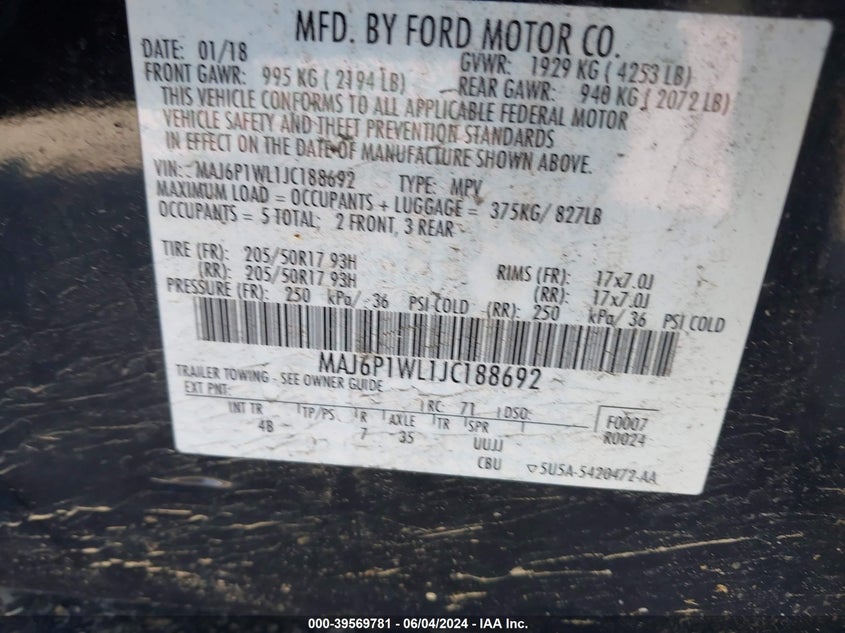 MFD. BY FORD MOTOR CO.
DATE: 01/18 GVWR: 1929 KG ( 4253 LB)
FRONT GAWR: 995 KG ( 2194 LB) REAR GAWR: 940 KG ( 2072 LB)
THIS VEHICLE CONFORMS TO ALL APPLICABLE FEDERAL MOTOR
VEHICLE SAFETY AND THEFT PREVENTION STANDARDS
IN EFFECT ON THE DATE OF MANUFACTURE SHOWN ABOVE.
VIN: MAJ6P1WL1JC188692 TYPE: MPV
MAXIMUM LOAD = OCCUPANTS + LUGGAGE = 375KG/ 827LB
OCCUPANTS = 5 TOTAL; 2 FRONT, 3 REAR
TIRE (FR): 205/50R17 93H RIMS (FR): 17x7.0J
(RR): 205/50R17 93H (RR): 17x7.0J
PRESSURE (FR): 250 kPa/ 36 PSI COLD (RR): 250 kPa/ 36 PSI COLD
MAJ6P1WL1JC188692
TRAILER TOWING - SEE OWNER GUIDE
EXT PNT: RC: 71 DSO: F0007
INT TR TP/PS R AXLE TR SPR R0024
4B 7 35 UUJJ
CBU 5U5A-5420472-AA
000-39569781 - 06/04/2024 - IAA Inc.